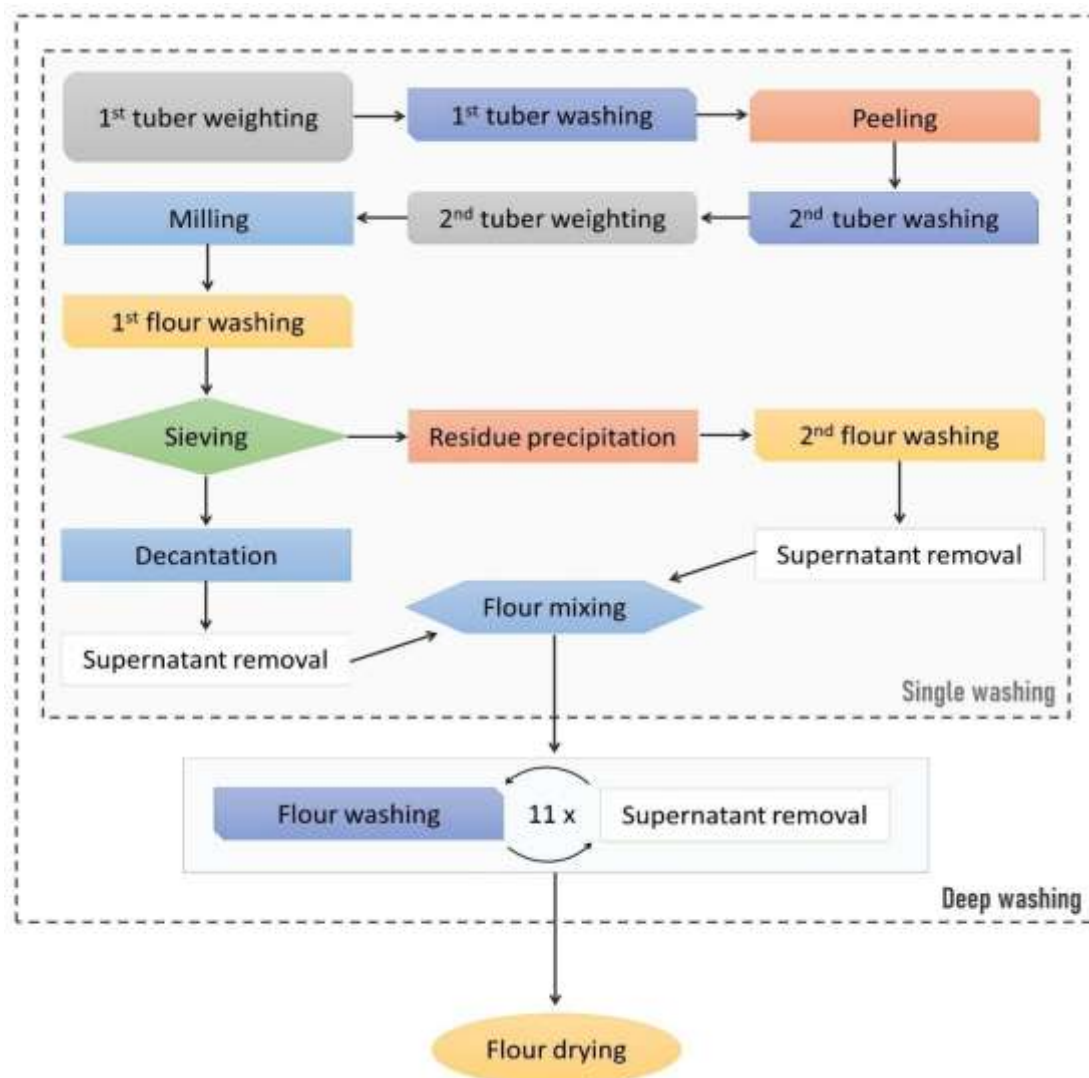 1st tuber weighting
1st tuber washing
Peeling
Milling
2nd tuber weighting
2nd tuber washing
1st flour washing
Sieving
Residue precipitation
2nd flour washing
Decantation
Supernatant removal
Flour mixing
Supernatant removal
Single washing
Flour washing
11 x
Supernatant removal
Deep washing
Flour drying